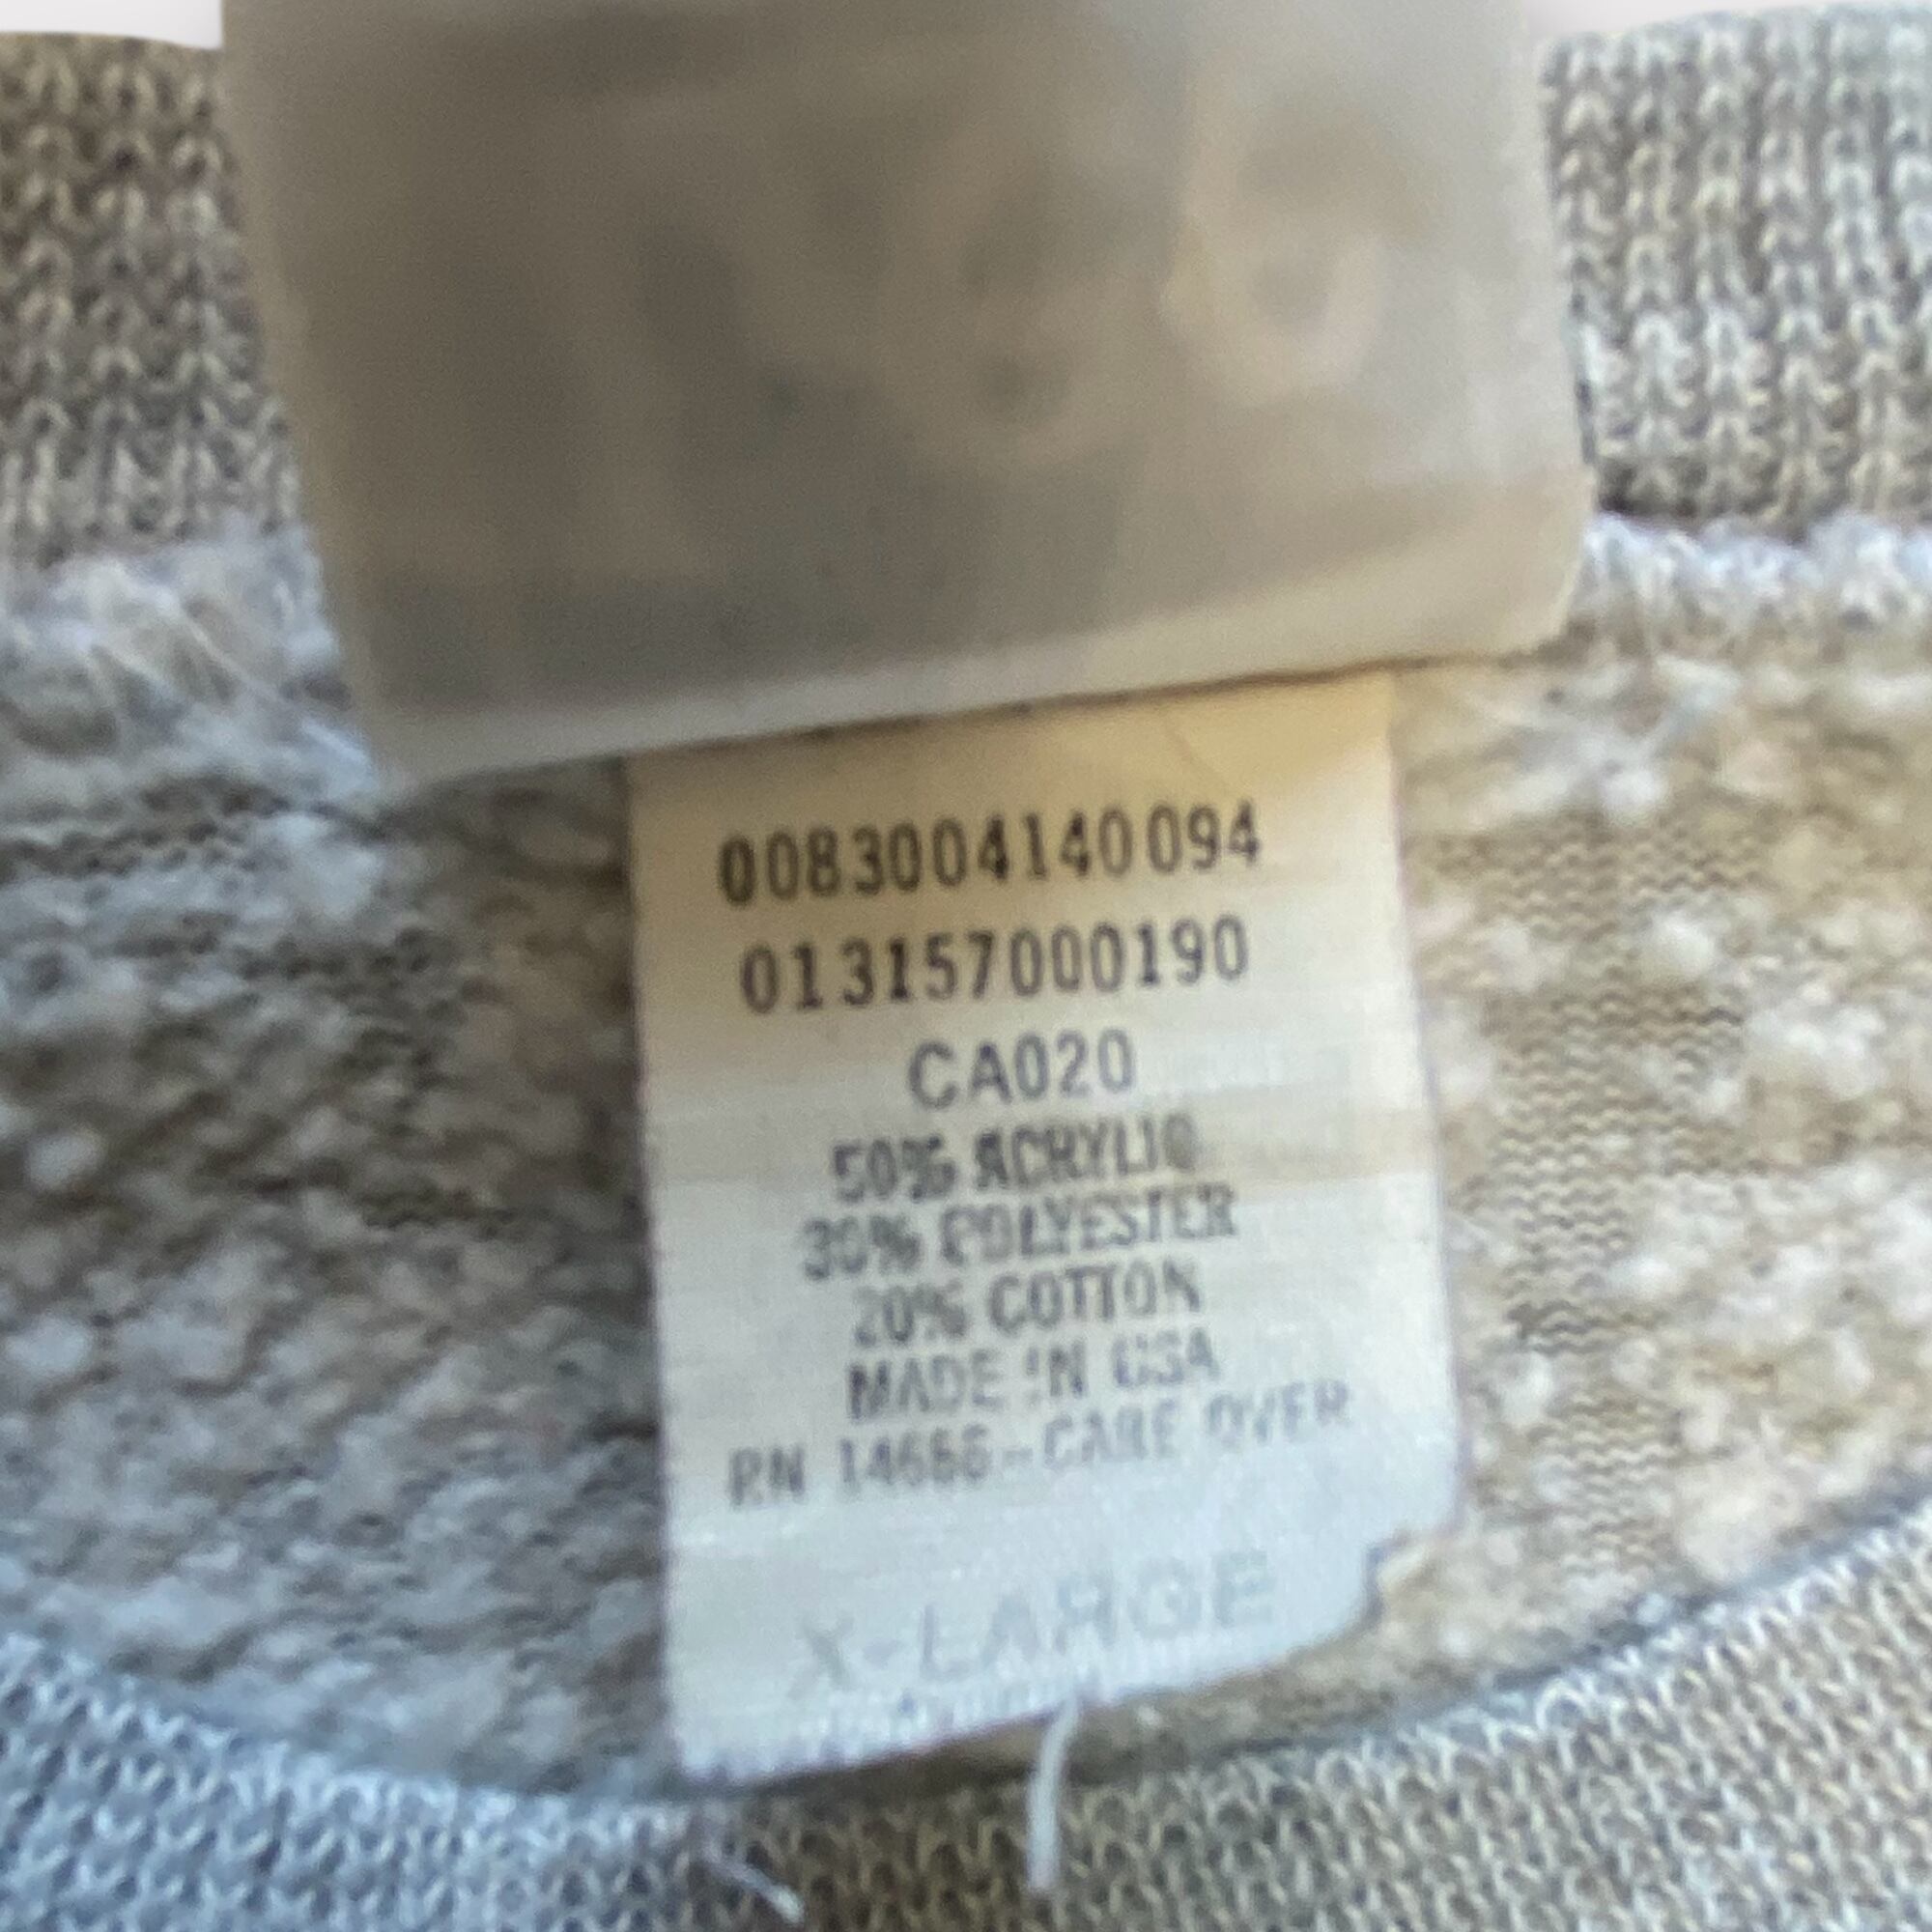 0083004140094
013157000190
CA020
50% ACRYLIC
30% POLYESTER
20% COTTON
MADE IN USA
RN 14666-CARE OVER
X-LARGE